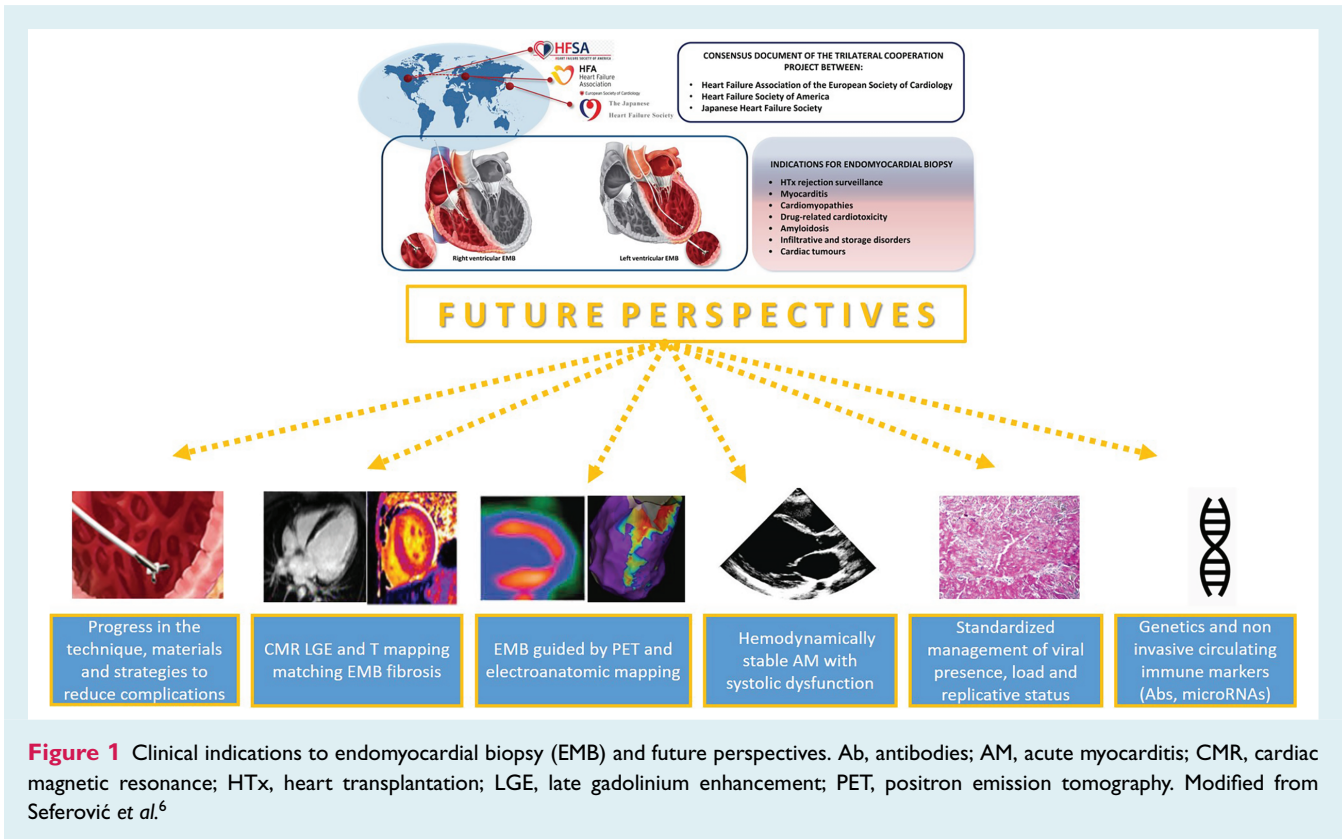 HFSA
HEART FAILURE SOCIETY OF AMERICA
HFA
Heart Failure
Association
European Society of Cardiology
The Japanese
Heart Failure Society
CONSENSUS DOCUMENT OF THE TRILATERAL COOPERATION
PROJECT BETWEEN:
• Heart Failure Association of the European Society of Cardiology
• Heart Failure Society of America
• Japanese Heart Failure Society
Right ventricular EMB
Left ventricular EMB
INDICATIONS FOR ENDOMYOCARDIAL BIOPSY
• HTx rejection surveillance
• Myocarditis
• Cardiomyopathies
• Drug-related cardiotoxicity
• Amyloidosis
• Infiltrative and storage disorders
• Cardiac tumours
FUTURE PERSPECTIVES
Progress in the
technique, materials
and strategies to
reduce complications
CMR LGE and T mapping
matching EMB fibrosis
EMB guided by PET and
electroanatomic mapping
Hemodynamically
stable AM with
systolic dysfunction
Standardized
management of viral
presence, load and
replicative status
Genetics and non
invasive circulating
immune markers
(Abs, microRNAs)
Figure 1 Clinical indications to endomyocardial biopsy (EMB) and future perspectives. Ab, antibodies; AM, acute myocarditis; CMR, cardiac
magnetic resonance; HTx, heart transplantation; LGE, late gadolinium enhancement; PET, positron emission tomography. Modified from
Seferović et al.⁶